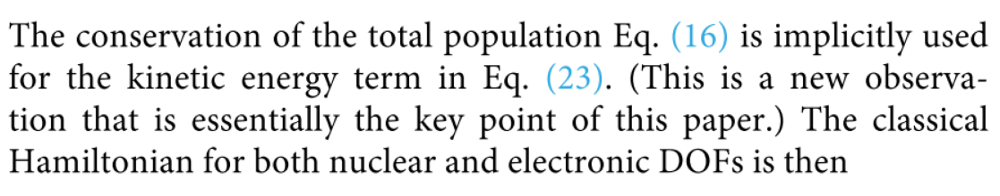 The conservation of the total population Eq. (16) is implicitly used
for the kinetic energy term in Eq. (23). (This is a new observa-
tion that is essentially the key point of this paper.) The classical
Hamiltonian for both nuclear and electronic DOFs is then